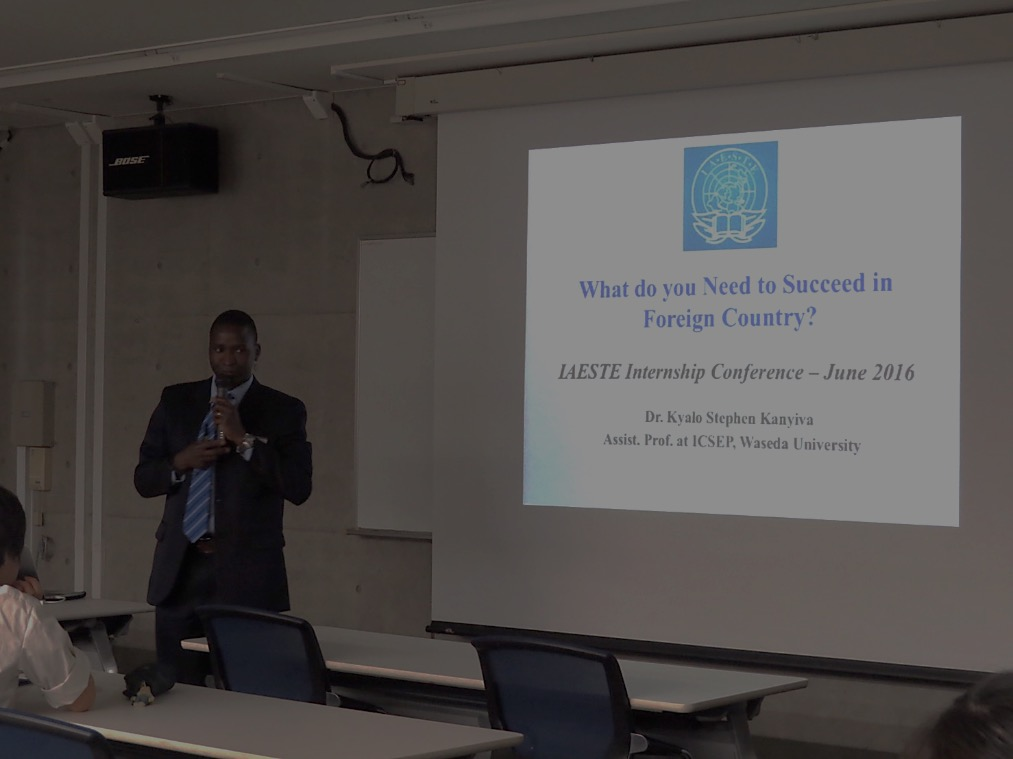 BOSE
I.A.E.S.T.E
What do you Need to Succeed in
Foreign Country?
IAESTE Internship Conference – June 2016
Dr. Kyalo Stephen Kanyiva
Assist. Prof. at ICSEP, Waseda University